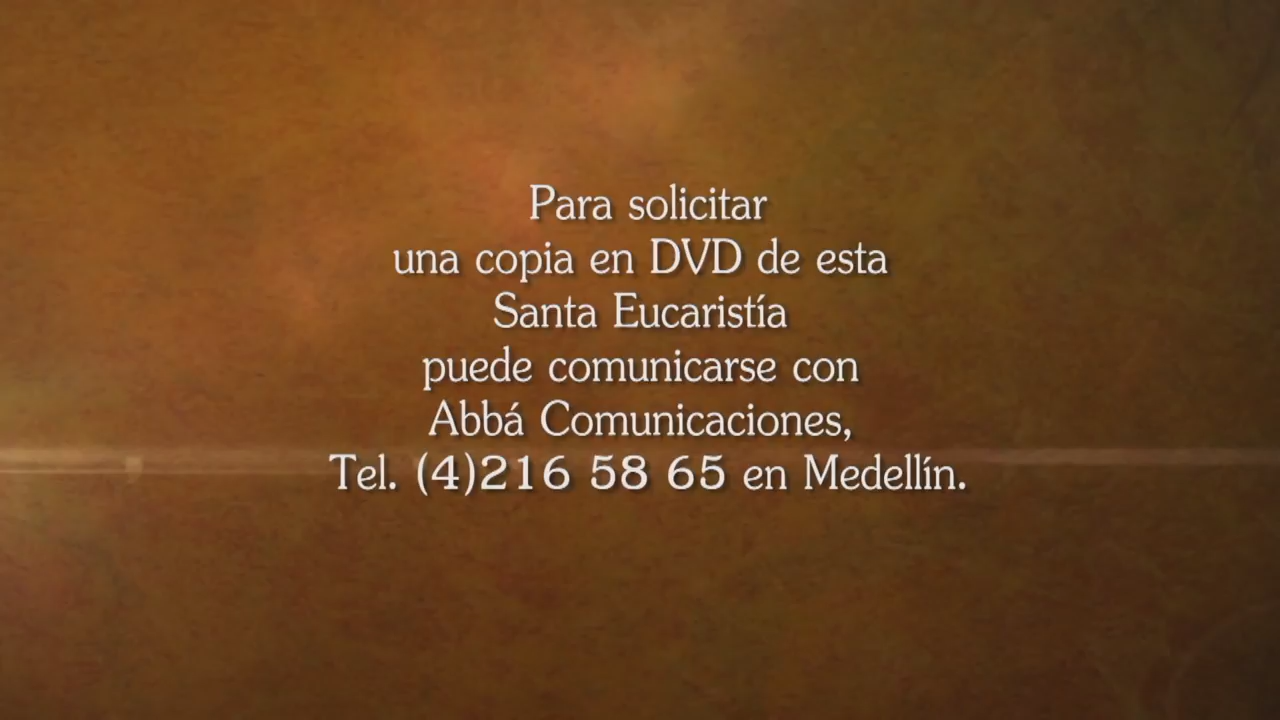 Para solicitar
una copia en DVD de esta
Santa Eucaristía
puede comunicarse con
Abbá Comunicaciones,
Tel. (4)216 58 65 en Medellín.